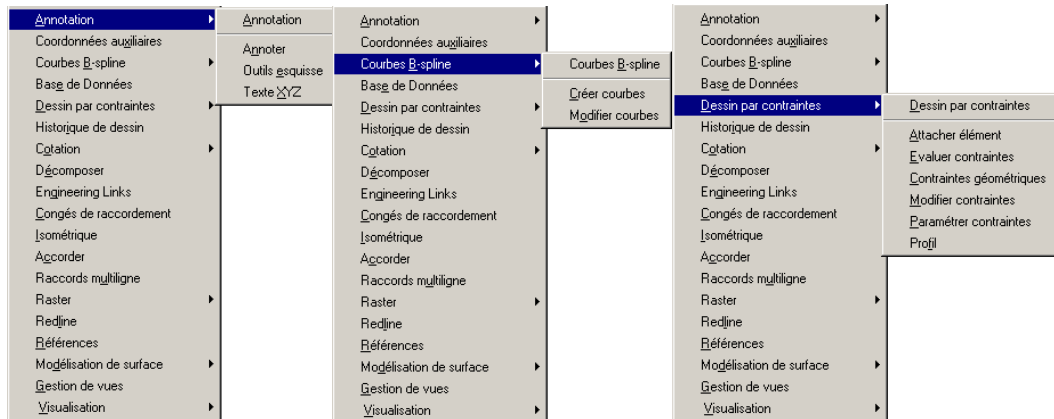 Annotation
Coordonnées auxiliaires
Courbes B-spline
Base de Données
Dessin par contraintes
Historique de dessin
Cotation
Décomposer
Engineering Links
Congés de raccordement
Isométrique
Accorder
Raccords multiligne
Raster
Redline
Références
Modélisation de surface
Gestion de vues
Visualisation
Annotation
Annoter
Outils esquisse
Texte XYZ
Annotation
Coordonnées auxiliaires
Courbes B-spline
Base de Données
Dessin par contraintes
Historique de dessin
Cotation
Décomposer
Engineering Links
Congés de raccordement
Isométrique
Accorder
Raccords multiligne
Raster
Redline
Références
Modélisation de surface
Gestion de vues
Visualisation
Courbes B-spline
Créer courbes
Modifier courbes
Annotation
Coordonnées auxiliaires
Courbes B-spline
Base de Données
Dessin par contraintes
Historique de dessin
Cotation
Décomposer
Engineering Links
Congés de raccordement
Isométrique
Accorder
Raccords multiligne
Raster
Redline
Références
Modélisation de surface
Gestion de vues
Visualisation
Dessin par contraintes
Attacher élément
Evaluer contraintes
Contraintes géométriques
Modifier contraintes
Paramétrer contraintes
Profil